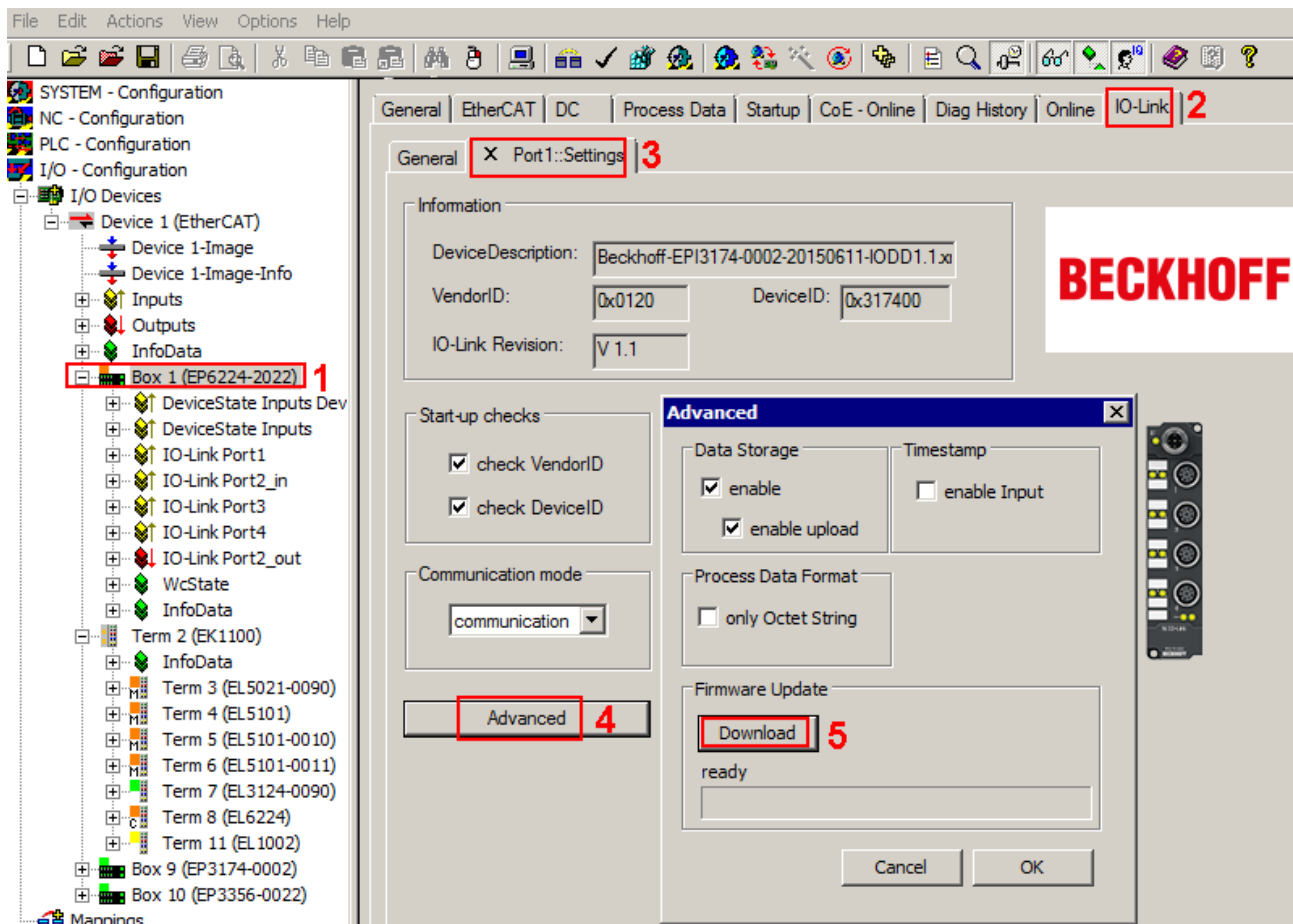 File Edit Actions View Options Help
SYSTEM - Configuration
NC - Configuration
PLC - Configuration
I/O - Configuration
I/O Devices
Device 1 (EtherCAT)
Device 1-Image
Device 1-Image-Info
Inputs
Outputs
InfoData
Box 1 (EP6224-2022) 1
DeviceState Inputs Dev
DeviceState Inputs
IO-Link Port1
IO-Link Port2_in
IO-Link Port3
IO-Link Port4
IO-Link Port2_out
WcState
InfoData
Term 2 (EK1100)
InfoData
Term 3 (EL5021-0090)
Term 4 (EL5101)
Term 5 (EL5101-0010)
Term 6 (EL5101-0011)
Term 7 (EL3124-0090)
Term 8 (EL6224)
Term 11 (EL1002)
Box 9 (EP3174-0002)
Box 10 (EP3356-0022)
Mappings
General EtherCAT DC Process Data Startup CoE - Online Diag History Online IO-Link 2
General X Port1::Settings 3
Information
DeviceDescription: Beckhoff-EPI3174-0002-20150611-IODD1.1.x
VendorID: 0x0120 DeviceID: 0x317400
IO-Link Revision: V 1.1
BECKHOFF
Start-up checks
check VendorID
check DeviceID
Communication mode
communication
Advanced 4
Advanced
Data Storage
enable
enable upload
Timestamp
enable Input
Process Data Format
only Octet String
Firmware Update
Download 5
ready
Cancel OK